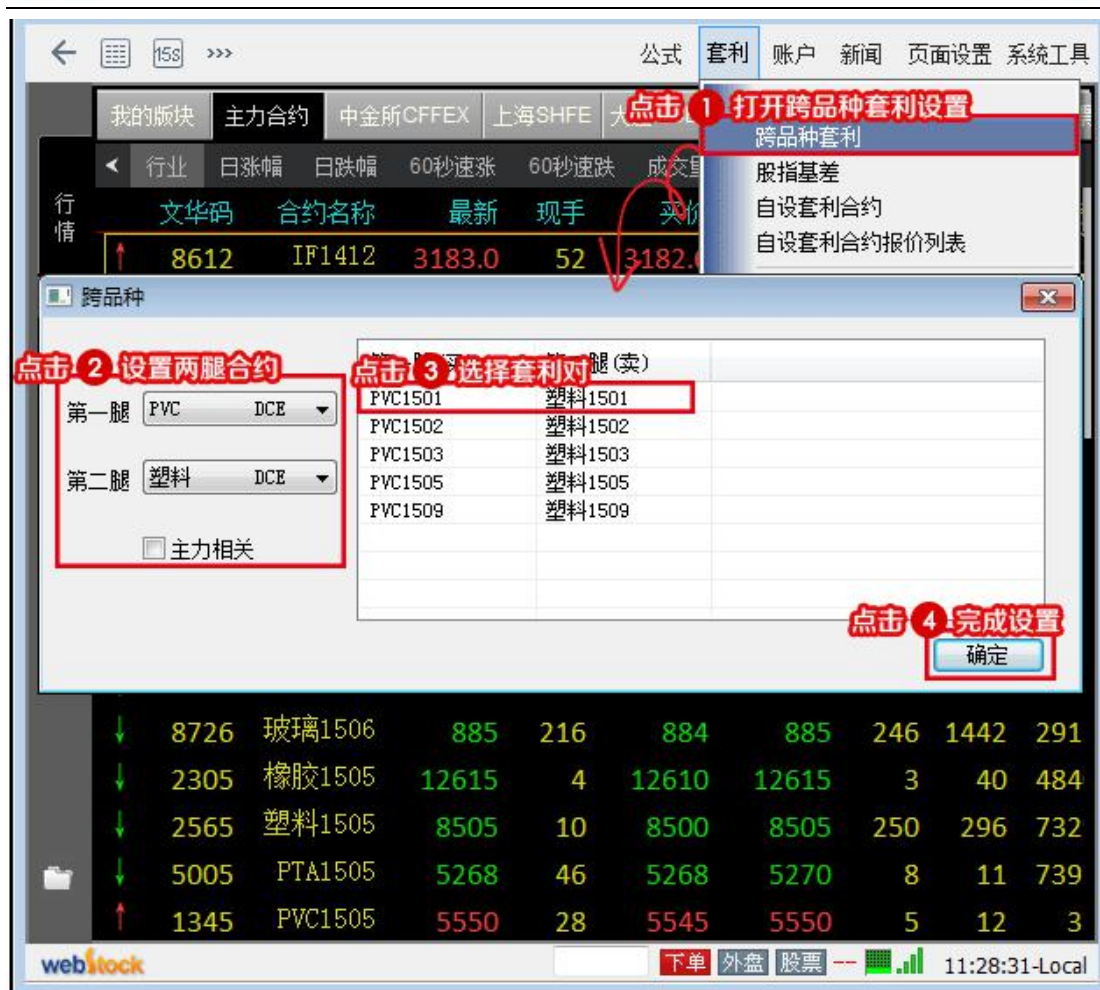 15s >>> 公式 套利 账户 新闻 页面设置 系统工具
我的版块 主力合约 中金所CFFEX 上海SHFE
点击 1 打开跨品种套利设置
跨品种套利
股指基差
自设套利合约
自设套利合约报价列表
行业 日涨幅 日跌幅 60秒速涨 60秒速跌 成交量
行情
文华码 合约名称 最新 现手 买价
8612 IF1412 3183.0 52 3182.
跨品种
点击 2 设置两腿合约
点击 3 选择套利对
腿(卖)
第一腿 PVC DCE
第二腿 塑料 DCE
主力相关
PVC1501 塑料1501
PVC1502 塑料1502
PVC1503 塑料1503
PVC1505 塑料1505
PVC1509 塑料1509
点击 4 完成设置
确定
8726 玻璃1506 885 216 884 885 246 1442 291
2305 橡胶1505 12615 4 12610 12615 3 40 484
2565 塑料1505 8505 10 8500 8505 250 296 732
5005 PTA1505 5268 46 5268 5270 8 11 739
1345 PVC1505 5550 28 5545 5550 5 12 3
webstock 下单 外盘 股票 -- 11:28:31-Local